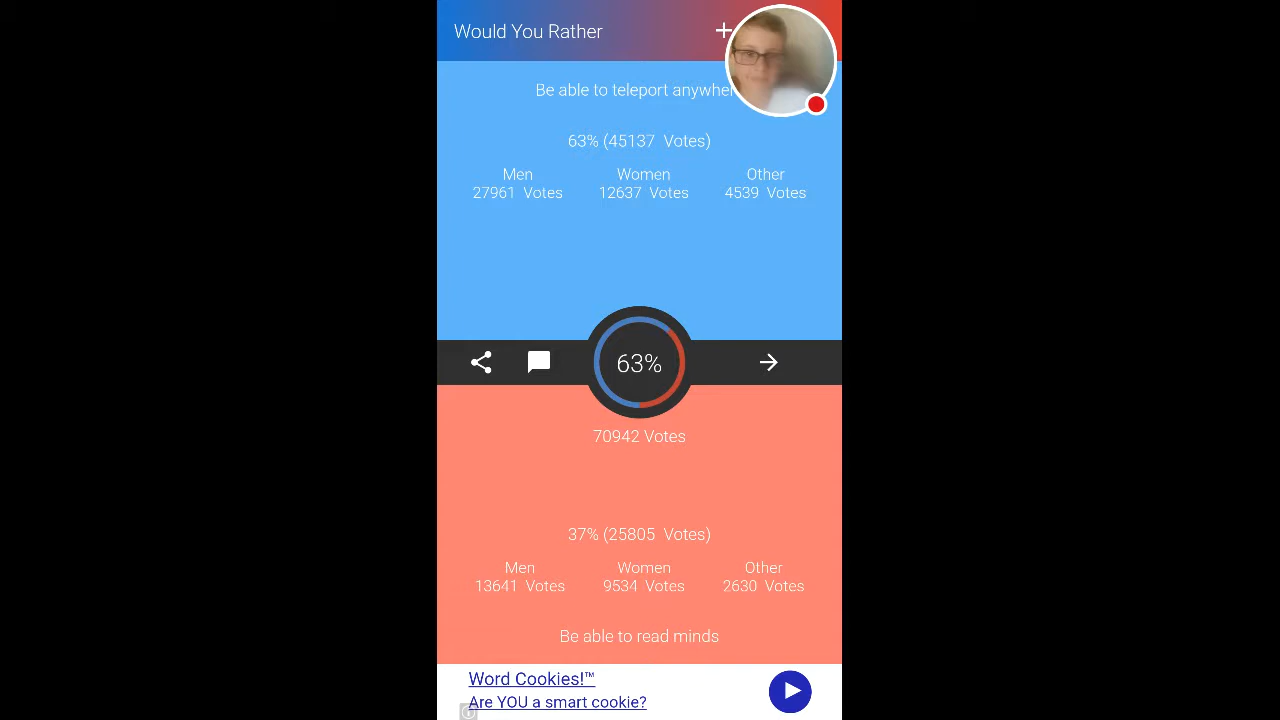 Would You Rather
Be able to teleport
63% (45137 Votes)
Men Women Other
27961 Votes 12637 Votes 4539 Votes
63%
70942 Votes
37% (25805 Votes)
Men Women Other
13641 Votes 9534 Votes 2630 Votes
Be able to read minds
Word Cookies!™
Are YOU a smart cookie?